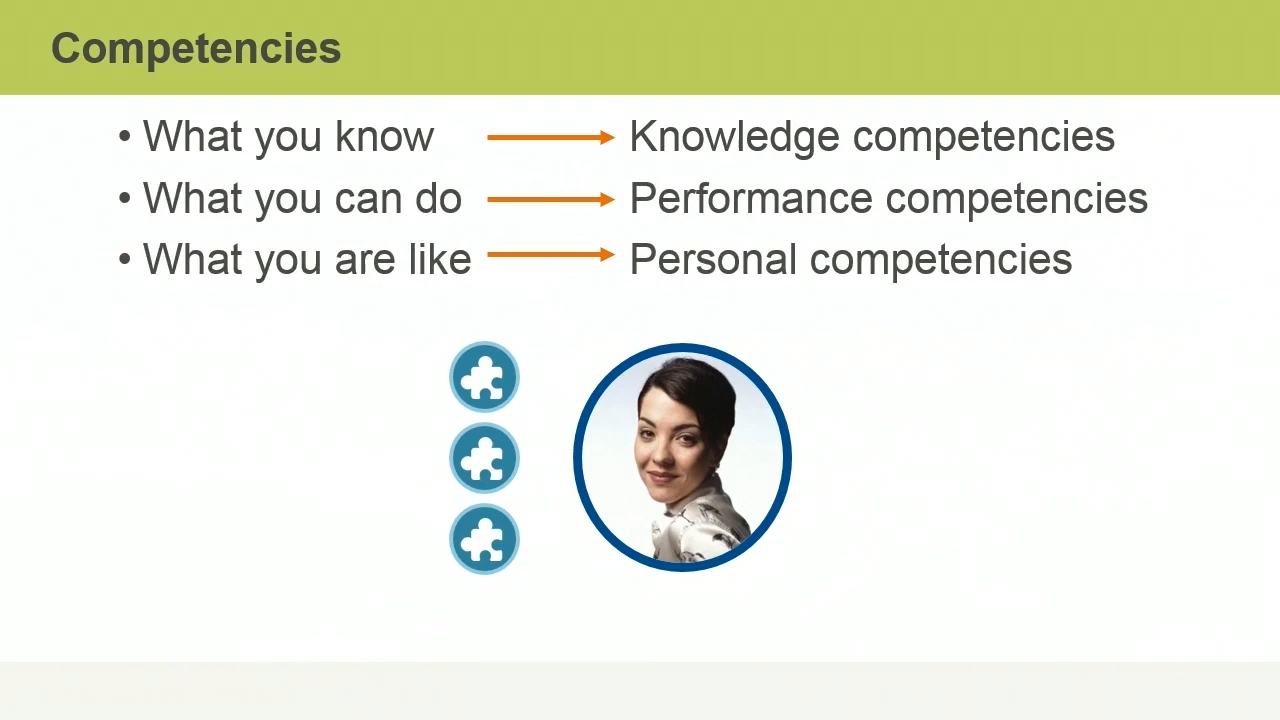 Competencies
• What you know Knowledge competencies
• What you can do Performance competencies
• What you are like Personal competencies